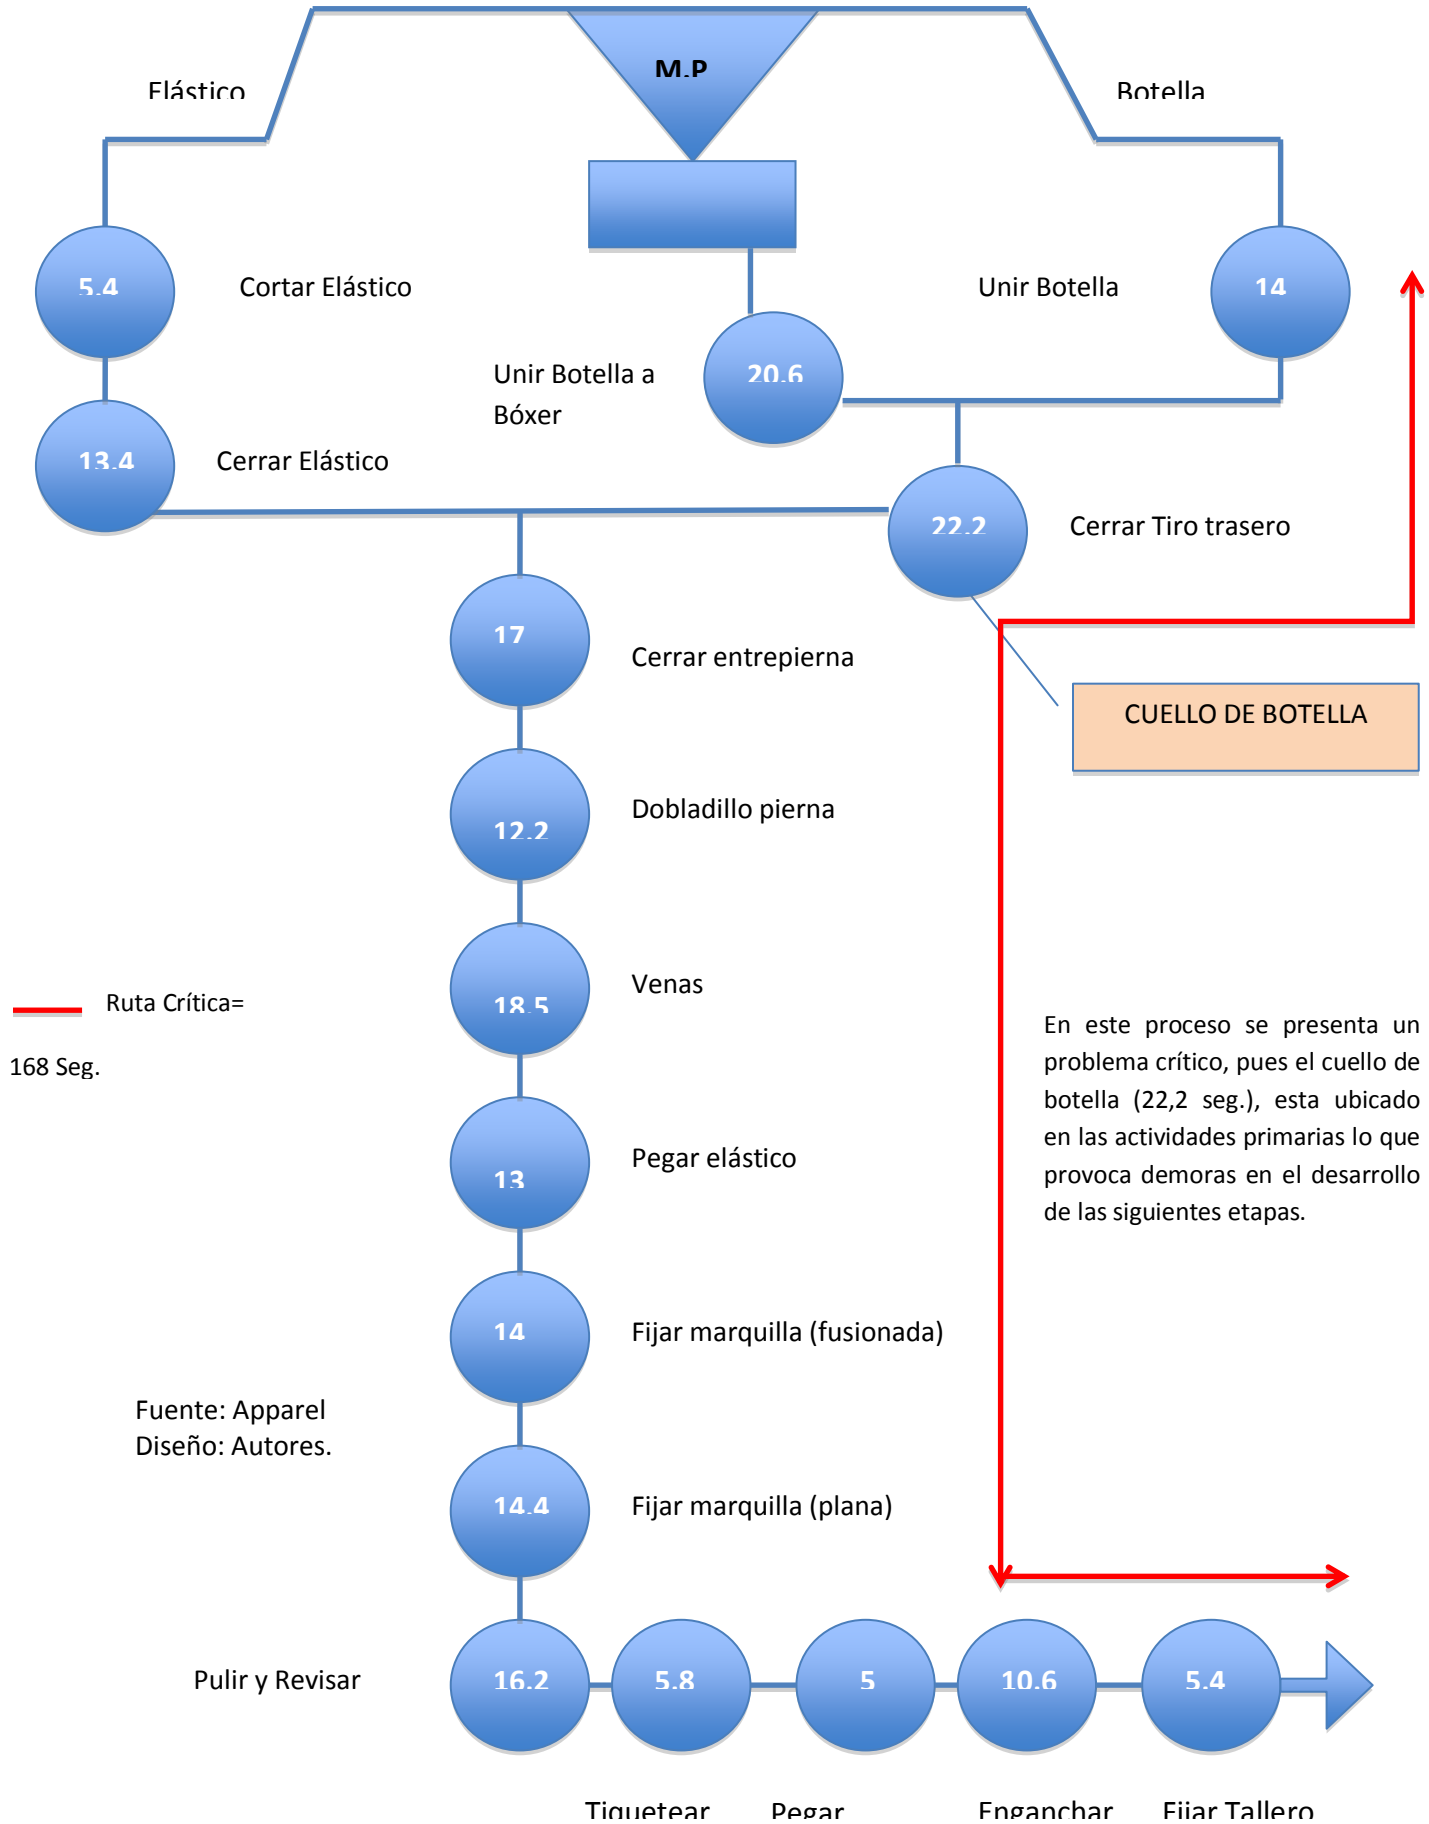 M.P
Elástico
Botella
5.4
Cortar Elástico
Unir Botella
14
Unir Botella a
Bóxer
20.6
13.4
Cerrar Elástico
22.2
Cerrar Tiro trasero
17
Cerrar entrepierna
CUELLO DE BOTELLA
12.2
Dobladillo pierna
18.5
Venas
Ruta Crítica=
168 Seg.
En este proceso se presenta un
problema crítico, pues el cuello de
botella (22,2 seg.), esta ubicado
en las actividades primarias lo que
provoca demoras en el desarrollo
de las siguientes etapas.
13
Pegar elástico
14
Fijar marquilla (fusionada)
Fuente: Apparel
Diseño: Autores.
14.4
Fijar marquilla (plana)
Pulir y Revisar
16.2
5.8
5
10.6
5.4
Tiquetear
Pegar
Enganchar
Fijar Tallero